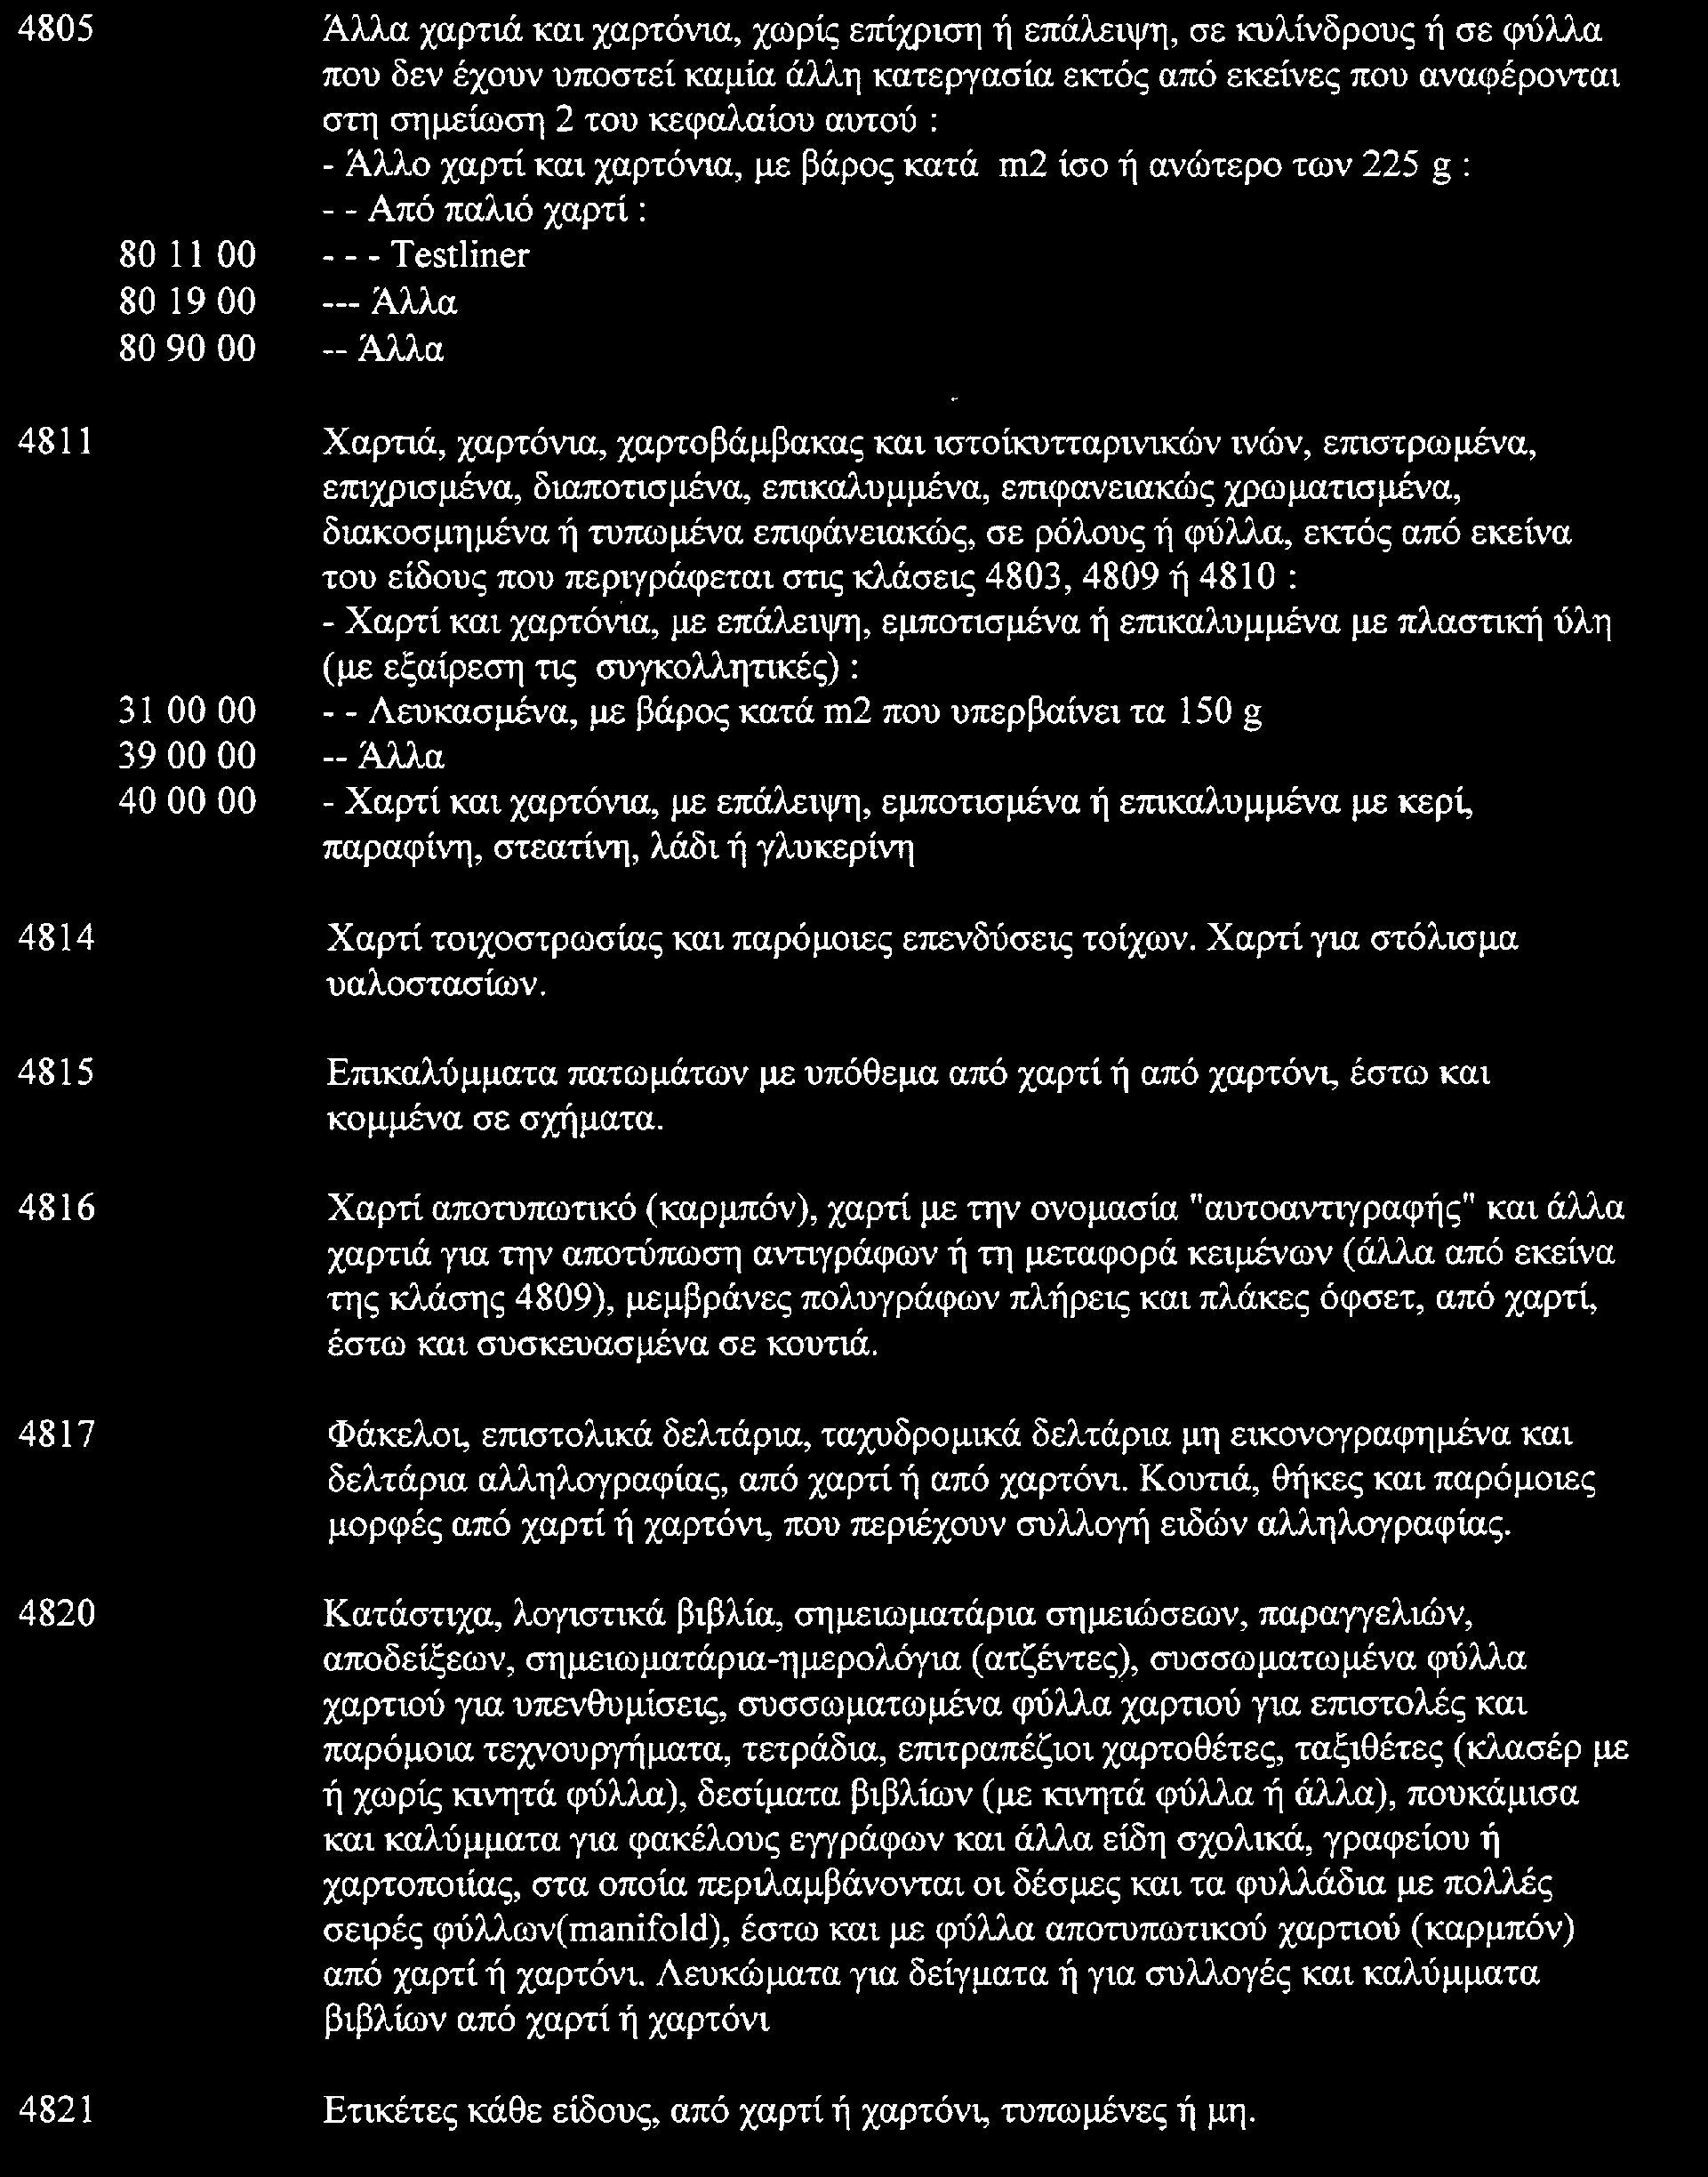 4805 Άλλα χαρτιά και χαρτόνια, χωρίς επίχριση ή επάλειψη, σε κυλίνδρους ή σε φύλλα
που δεν έχουν υποστεί καμία άλλη κατεργασία εκτός από εκείνες που αναφέρονται
στη σημείωση 2 του κεφαλαίου αυτού :
- Άλλο χαρτί και χαρτόνια, με βάρος κατά m2 ίσο ή ανώτερο των 225 g :
- - Από παλιό χαρτί :
80 11 00 - - - Testliner
80 19 00 --- Άλλα
80 90 00 -- Άλλα
4811 Χαρτιά, χαρτόνια, χαρτοβάμβακας και ιστοίκυτταρινικών ινών, επιστρωμένα,
επιχρισμένα, διαποτισμένα, επικαλυμμένα, επιφανειακώς χρωματισμένα,
διακοσμημένα ή τυπωμένα επιφάνειακώς, σε ρόλους ή φύλλα, εκτός από εκείνα
του είδους που περιγράφεται στις κλάσεις 4803, 4809 ή 4810 :
- Χαρτί και χαρτόνια, με επάλειψη, εμποτισμένα ή επικαλυμμένα με πλαστική ύλη
(με εξαίρεση τις συγκολλητικές) :
31 00 00 - - Λευκασμένα, με βάρος κατά m2 που υπερβαίνει τα 150 g
39 00 00 -- Άλλα
40 00 00 - Χαρτί και χαρτόνια, με επάλειψη, εμποτισμένα ή επικαλυμμένα με κερί,
παραφίνη, στεατίνη, λάδι ή γλυκερίνη
4814 Χαρτί τοιχοστρωσίας και παρόμοιες επενδύσεις τοίχων. Χαρτί για στόλισμα
υαλοστασίων.
4815 Επικαλύμματα πατωμάτων με υπόθεμα από χαρτί ή από χαρτόνι, έστω και
κομμένα σε σχήματα.
4816 Χαρτί αποτυπωτικό (καρμπόν), χαρτί με την ονομασία "αυτοαντιγραφής" και άλλα
χαρτιά για την αποτύπωση αντιγράφων ή τη μεταφορά κειμένων (άλλα από εκείνα
της κλάσης 4809), μεμβράνες πολυγράφων πλήρεις και πλάκες όφσετ, από χαρτί,
έστω και συσκευασμένα σε κουτιά.
4817 Φάκελοι, επιστολικά δελτάρια, ταχυδρομικά δελτάρια μη εικονογραφημένα και
δελτάρια αλληλογραφίας, από χαρτί ή από χαρτόνι. Κουτιά, θήκες και παρόμοιες
μορφές από χαρτί ή χαρτόνι, που περιέχουν συλλογή ειδών αλληλογραφίας.
4820 Κατάστιχα, λογιστικά βιβλία, σημειωματάρια σημειώσεων, παραγγελιών,
αποδείξεων, σημειωματάρια-ημερολόγια (ατζέντες), συσσωματωμένα φύλλα
χαρτιού για υπενθυμίσεις, συσσωματωμένα φύλλα χαρτιού για επιστολές και
παρόμοια τεχνουργήματα, τετράδια, επιτραπέζιοι χαρτοθέτες, ταξιθέτες (κλασέρ με
ή χωρίς κινητά φύλλα), δεσίματα βιβλίων (με κινητά φύλλα ή άλλα), πουκάμισα
και καλύμματα για φακέλους εγγράφων και άλλα είδη σχολικά, γραφείου ή
χαρτοποιίας, στα οποία περιλαμβάνονται οι δέσμες και τα φυλλάδια με πολλές
σειρές φύλλων(manifold), έστω και με φύλλα αποτυπωτικού χαρτιού (καρμπόν)
από χαρτί ή χαρτόνι. Λευκώματα για δείγματα ή για συλλογές και καλύμματα
βιβλίων από χαρτί ή χαρτόνι
4821 Ετικέτες κάθε είδους, από χαρτί ή χαρτόνι, τυπωμένες ή μη.